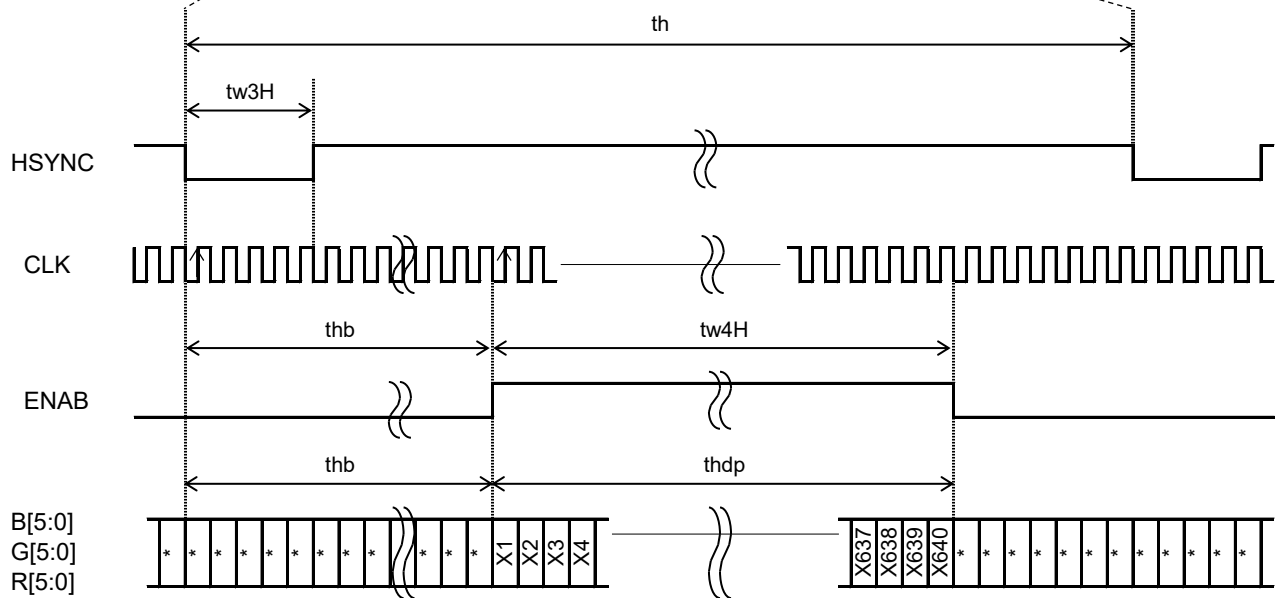 th
tw3H
HSYNC
CLK
thb tw4H
ENAB
thb thdp
B[5:0]
G[5:0] * * * * * * * * * * * * X1 X2 X3 X4 X637 X638 X639 X640 * * * * * * * * * * * *
R[5:0]